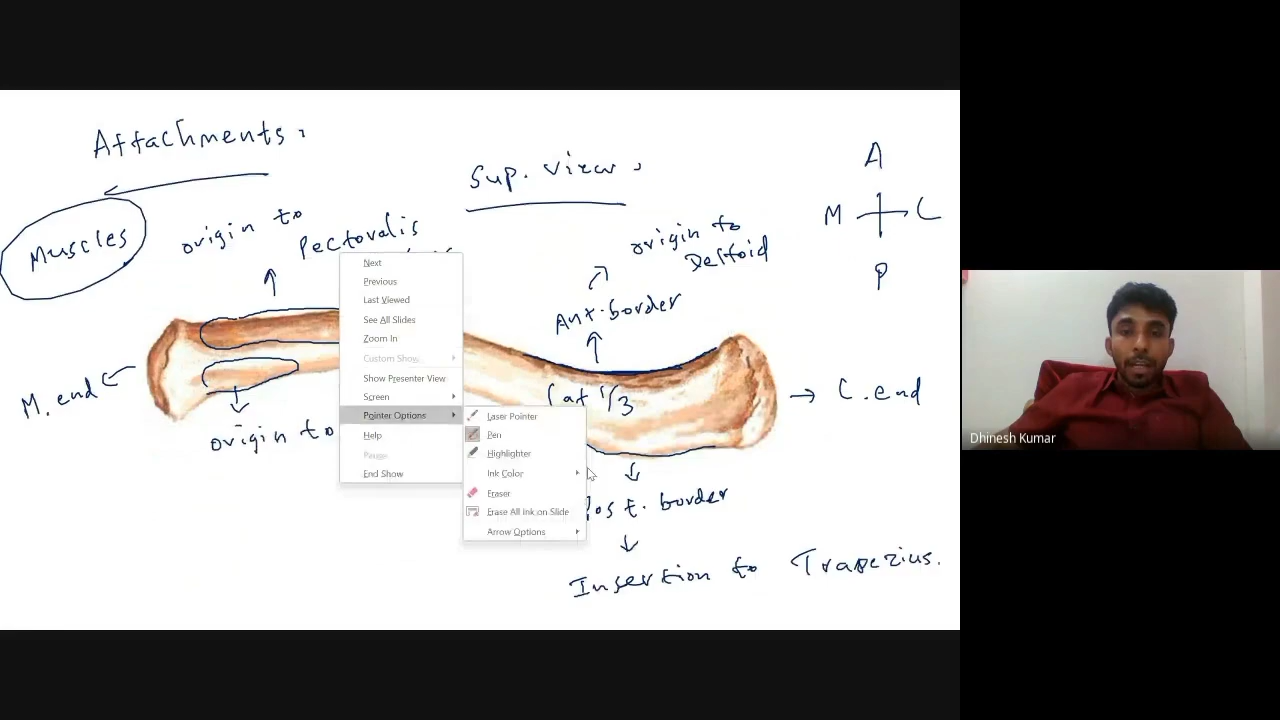 Attachments.
Sup. view.
A
M
L
P
Muscles
origin to
Pectoralis
origin to
Deltoid
Ant. border
M. end
Lat 1/3
C. end
origin to
Post. border
Insertion to Trapezius.
Next
Previous
Last Viewed
See All Slides
Zoom In
Custom Show
Show Presenter View
Screen
Pointer Options
Help
Pause
End Show
Laser Pointer
Pen
Highlighter
Ink Color
Eraser
Erase All Ink on Slide
Arrow Options
Dhinesh Kumar